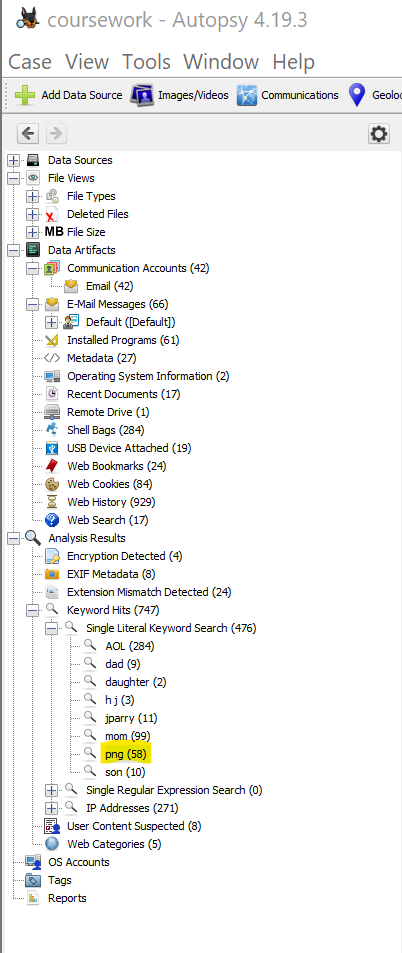 coursework - Autopsy 4.19.3
Case View Tools Window Help
Add Data Source Images/Videos Communications Geoloc
Data Sources
File Views
File Types
Deleted Files
MB File Size
Data Artifacts
Communication Accounts (42)
Email (42)
E-Mail Messages (66)
Default ([Default])
Installed Programs (61)
Metadata (27)
Operating System Information (2)
Recent Documents (17)
Remote Drive (1)
Shell Bags (284)
USB Device Attached (19)
Web Bookmarks (24)
Web Cookies (84)
Web History (929)
Web Search (17)
Analysis Results
Encryption Detected (4)
EXIF Metadata (8)
Extension Mismatch Detected (24)
Keyword Hits (747)
Single Literal Keyword Search (476)
AOL (284)
dad (9)
daughter (2)
h j (3)
jparry (11)
mom (99)
png (58)
son (10)
Single Regular Expression Search (0)
IP Addresses (271)
User Content Suspected (8)
Web Categories (5)
OS Accounts
Tags
Reports